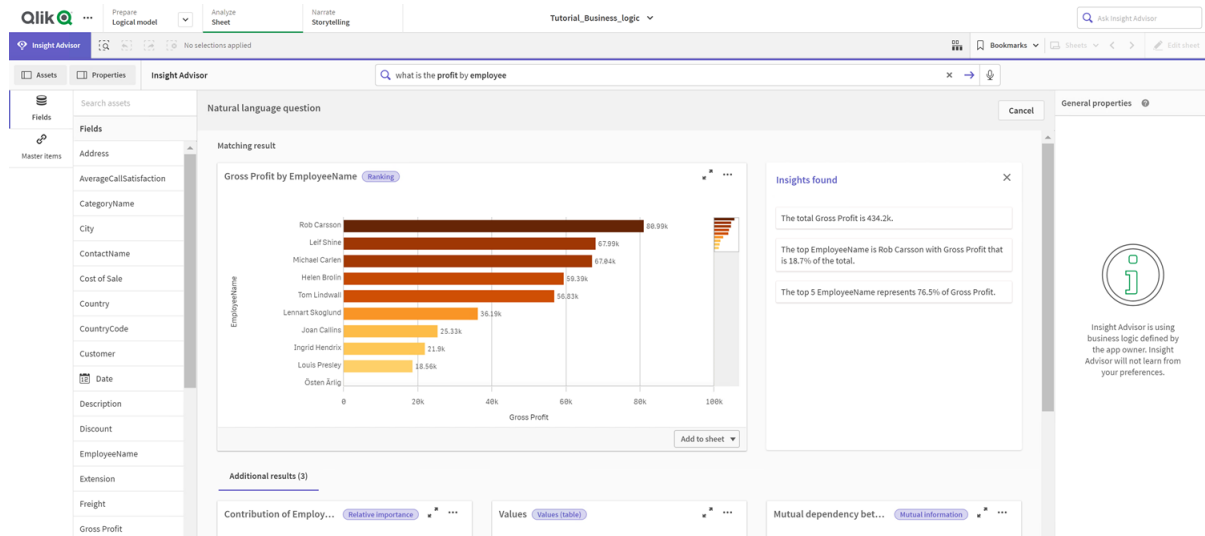 Qlik
Prepare
Logical model
Analyze
Sheet
Narrate
Storytelling
Tutorial_Business_logic
Ask Insight Advisor
Insight Advisor
No selections applied
Bookmarks
Sheets
Edit sheet
Assets
Properties
Insight Advisor
what is the profit by employee
Fields
Master items
Search assets
Fields
Address
AverageCallSatisfaction
CategoryName
City
ContactName
Cost of Sale
Country
CountryCode
Customer
Date
Description
Discount
EmployeeName
Extension
Freight
Gross Profit
Natural language question
Cancel
Matching result
Gross Profit by EmployeeName
Ranking
EmployeeName
Rob Carsson 80.99k
Leif Shine 67.99k
Michael Carlen 67.04k
Helen Brolin 59.39k
Tom Lindwall 56.83k
Lennart Skoglund 36.19k
Joan Callins 25.33k
Ingrid Hendrix 21.9k
Louis Presley 18.56k
Östen Ärlig
0 20k 40k 60k 80k 100k
Gross Profit
Add to sheet
Insights found
The total Gross Profit is 434.2k.
The top EmployeeName is Rob Carsson with Gross Profit that
is 18.7% of the total.
The top 5 EmployeeName represents 76.5% of Gross Profit.
Additional results (3)
Contribution of Employ... Relative importance
Values Values (table)
Mutual dependency bet... Mutual information
General properties
Insight Advisor is using
business logic defined by
the app owner. Insight
Advisor will not learn from
your preferences.